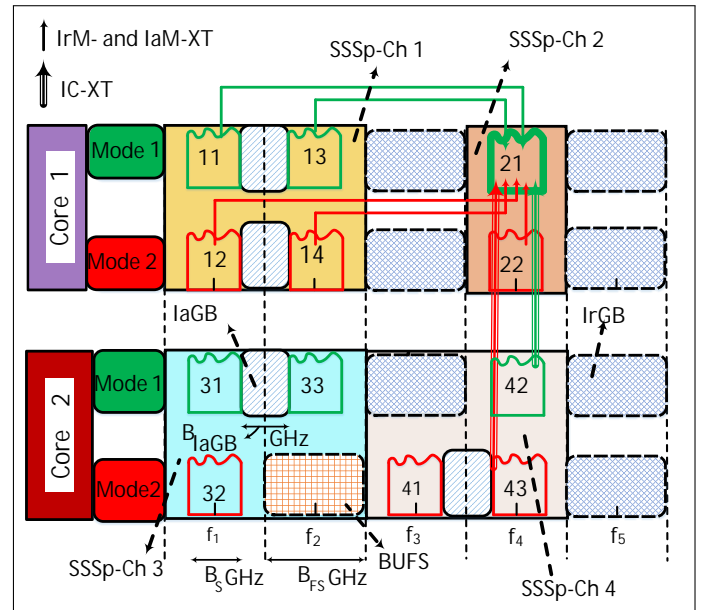 IrM- and IaM-XT
IC-XT
SSSp-Ch 1
SSSp-Ch 2
Core 1
Mode 1
11
13
21
Mode 2
12
14
22
IaGB
IrGB
Core 2
Mode 1
31
33
42
B IaGB GHz
Mode2
32
41
43
f1
f2
f3
f4
f5
SSSp-Ch 3
BS GHz
BFS GHz
BUFS
SSSp-Ch 4